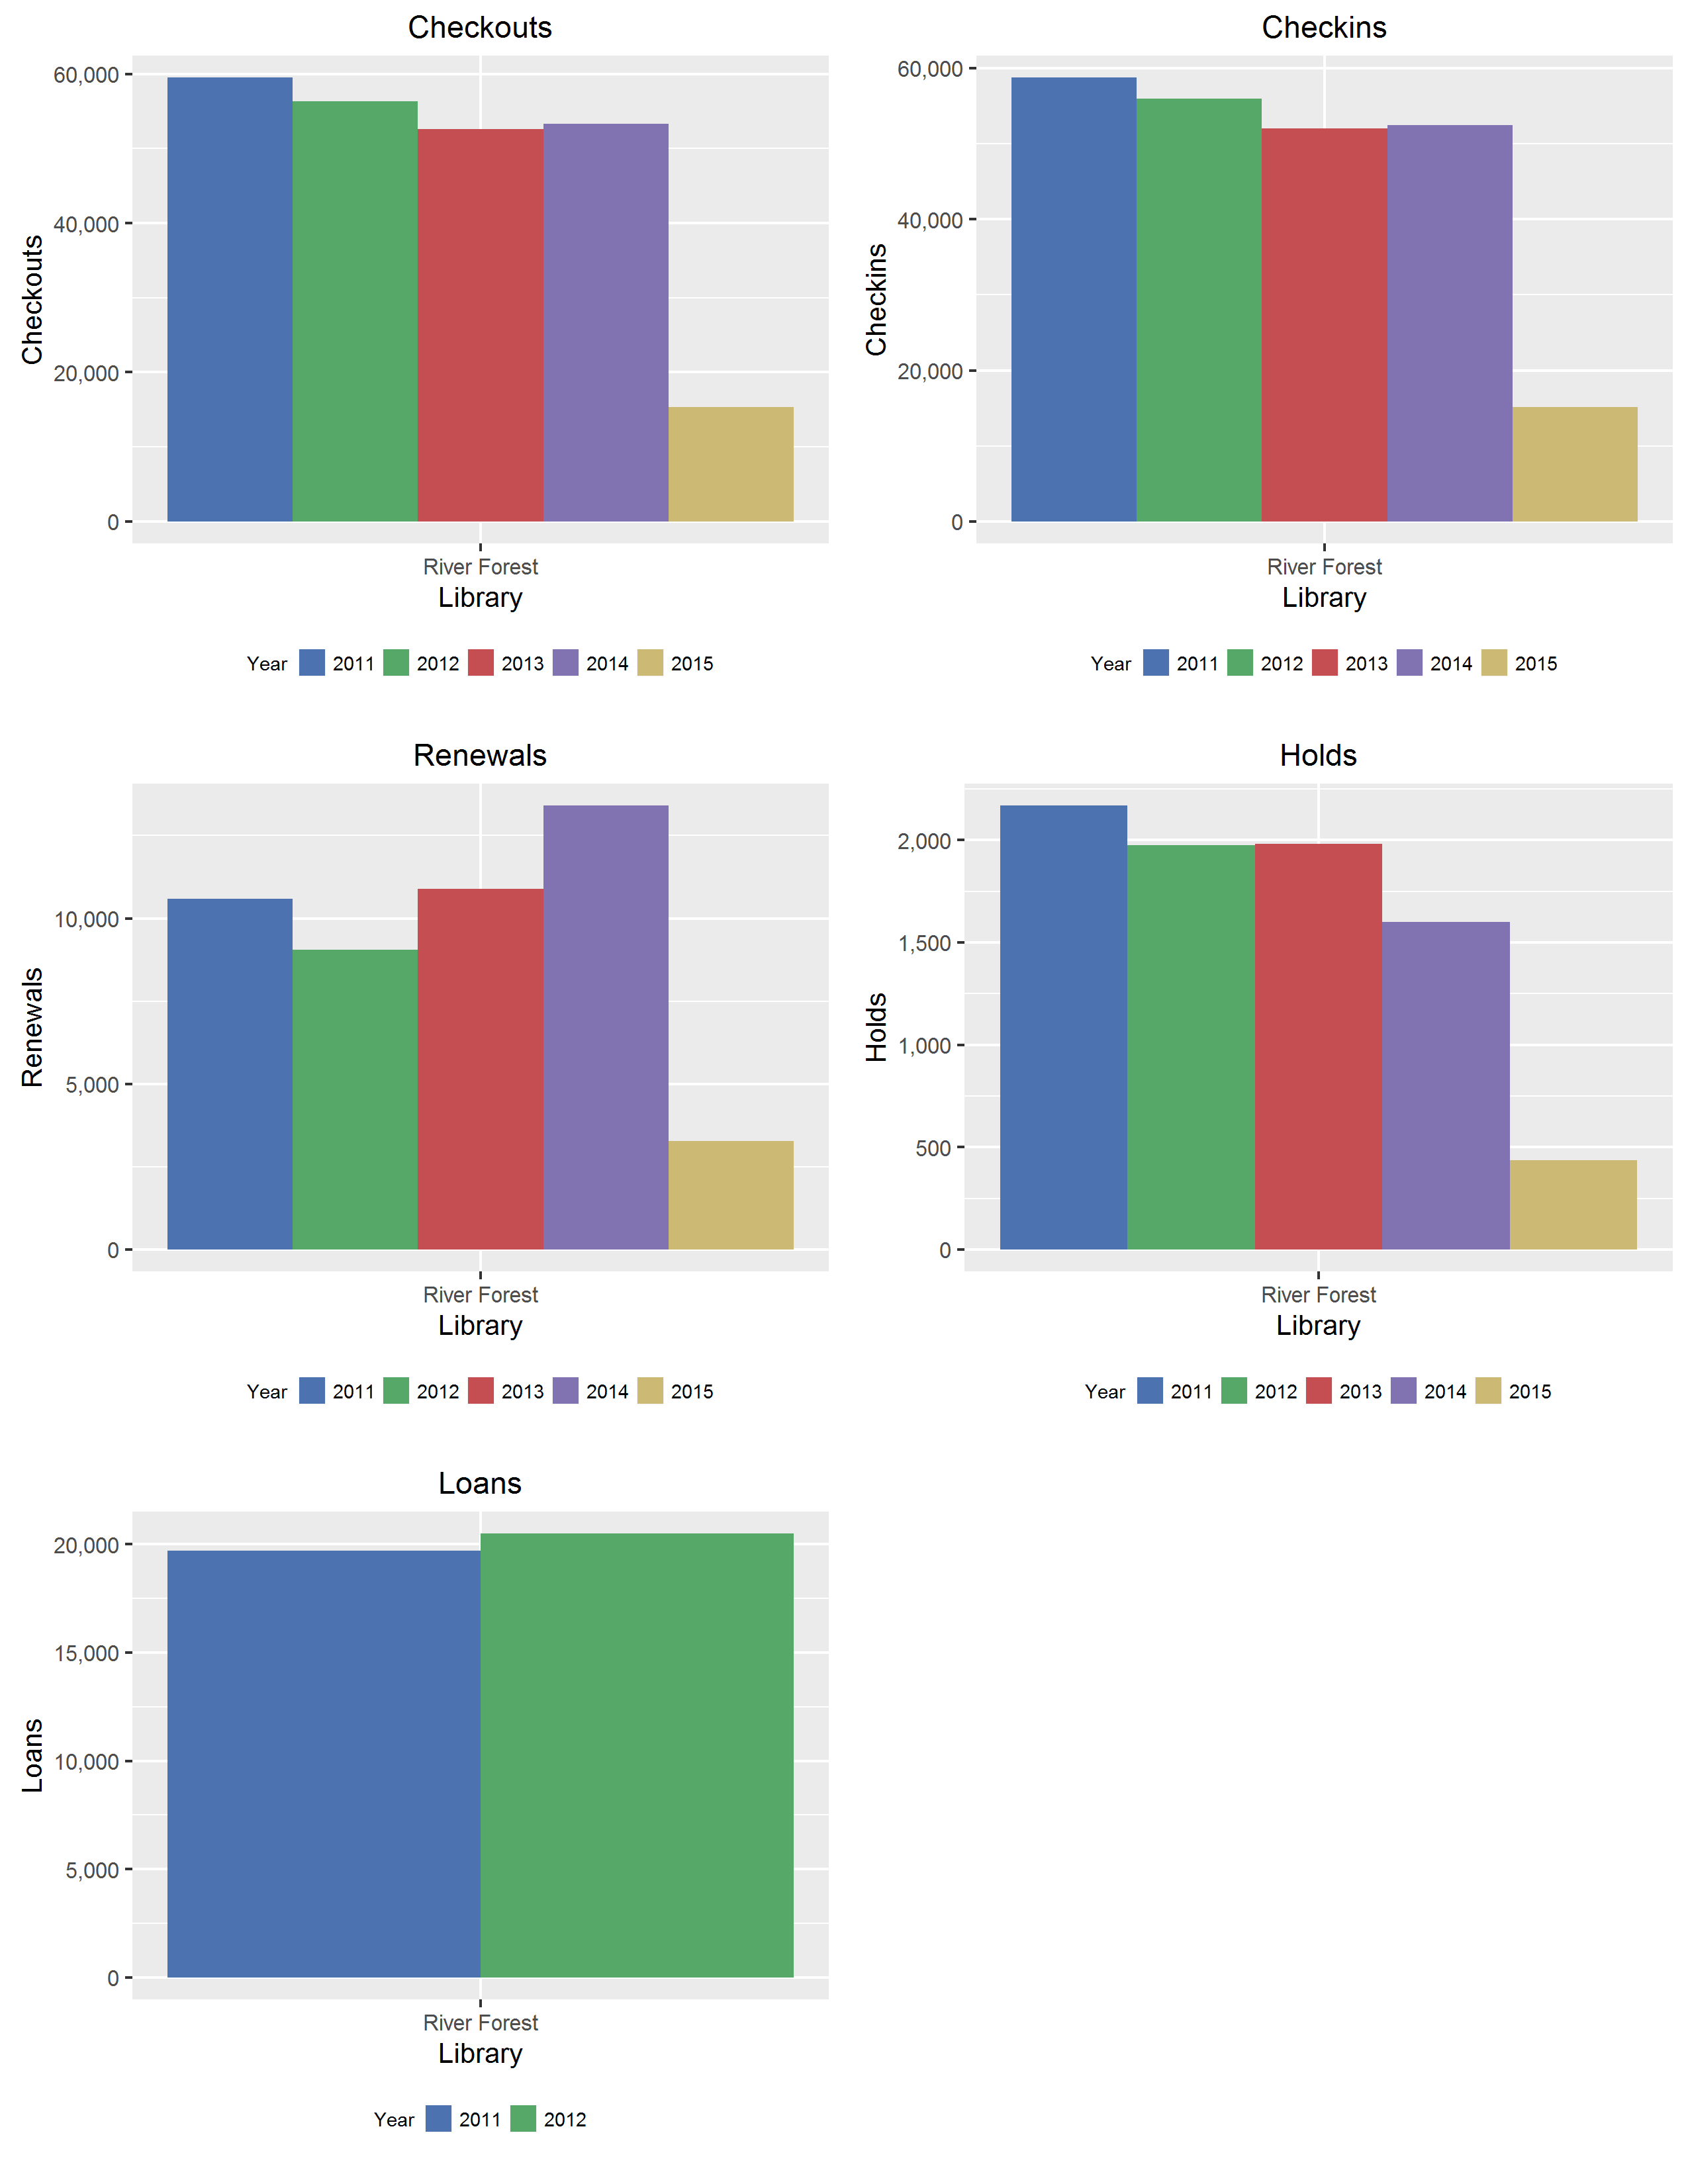 Checkouts
Checkouts
60,000
40,000
20,000
0
River Forest
Library
Year 2011 2012 2013 2014 2015
Checkins
Checkins
60,000
40,000
20,000
0
River Forest
Library
Year 2011 2012 2013 2014 2015
Renewals
Renewals
10,000
5,000
0
River Forest
Library
Year 2011 2012 2013 2014 2015
Holds
Holds
2,000
1,500
1,000
500
0
River Forest
Library
Year 2011 2012 2013 2014 2015
Loans
Loans
20,000
15,000
10,000
5,000
0
River Forest
Library
Year 2011 2012